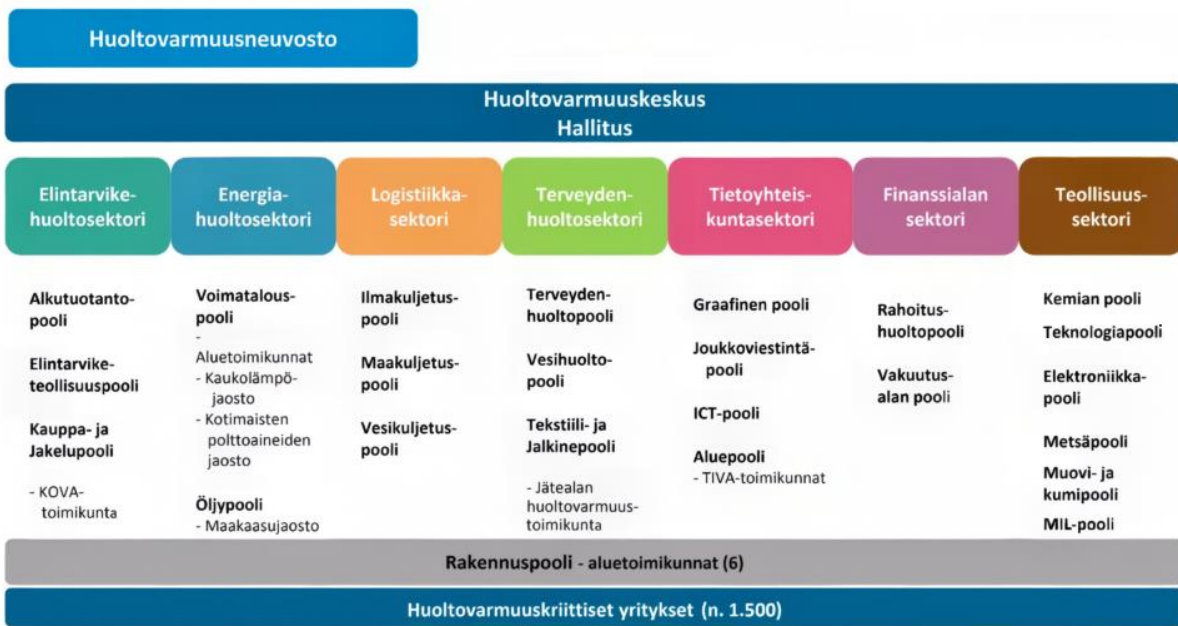 Huoltovarmuusneuvosto
Huoltovarmuuskeskus
Hallitus
Elintarvike-
huoltosektori
Energia-
huoltosektori
Logistiikka-
sektori
Terveyden-
huoltosektori
Tietoyhteis-
kuntasektori
Finanssialan
sektori
Teollisuus-
sektori
Alkutuotanto-
pooli
Elintarvike-
teollisuuspooli
Kauppa- ja
Jakelupooli
- KOVA-
toimikunta
Voimatalous-
pooli
-
Aluetoimikunnat
- Kaukolämpö-
jaosto
- Kotimaisten
polttoaineiden
jaosto
Öljypooli
- Maakaasujaosto
Ilmakuljetus-
pooli
Maakuljetus-
pooli
Vesikuljetus-
pooli
Terveyden-
huoltopooli
Vesihuolto-
pooli
Tekstiili- ja
Jalkinepooli
- Jätealan
huoltovarmuus-
toimikunta
Graafinen pooli
Joukkoviestintä-
pooli
ICT-pooli
Aluepooli
- TIVA-toimikunnat
Rahoitus-
huoltopooli
Vakuutus-
alan pooli
Kemian pooli
Teknologiapooli
Elektroniikka-
pooli
Metsäpooli
Muovi- ja
kumipooli
MIL-pooli
Rakennuspooli - aluetoimikunnat (6)
Huoltovarmuuskriittiset yritykset (n. 1.500)